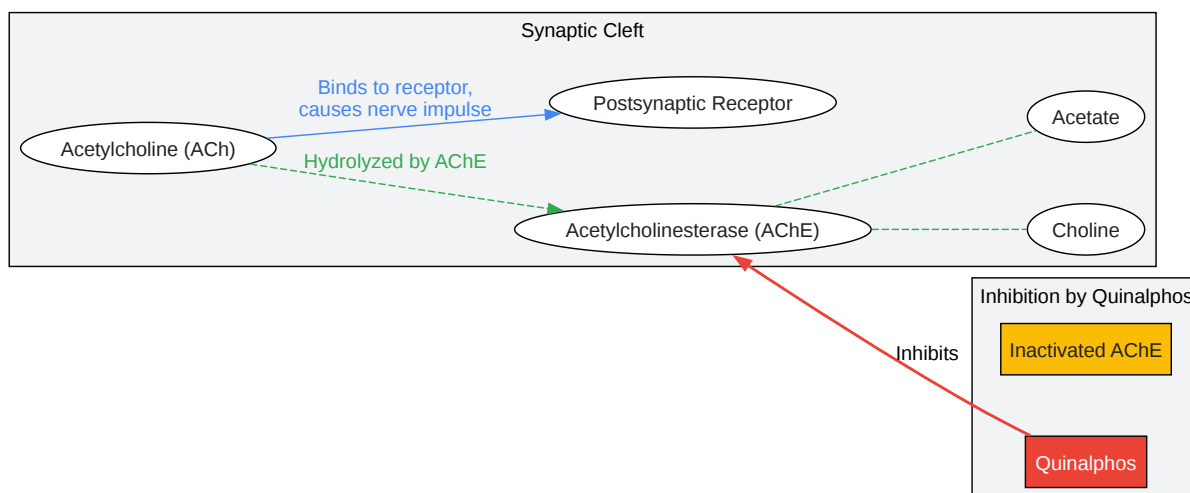 Synaptic Cleft
Binds to receptor,
causes nerve impulse
Postsynaptic Receptor
Acetate
Acetylcholine (ACh)
Hydrolyzed by AChE
Acetylcholinesterase (AChE)
Choline
Inhibition by Quinalphos
Inactivated AChE
Inhibits
Quinalphos